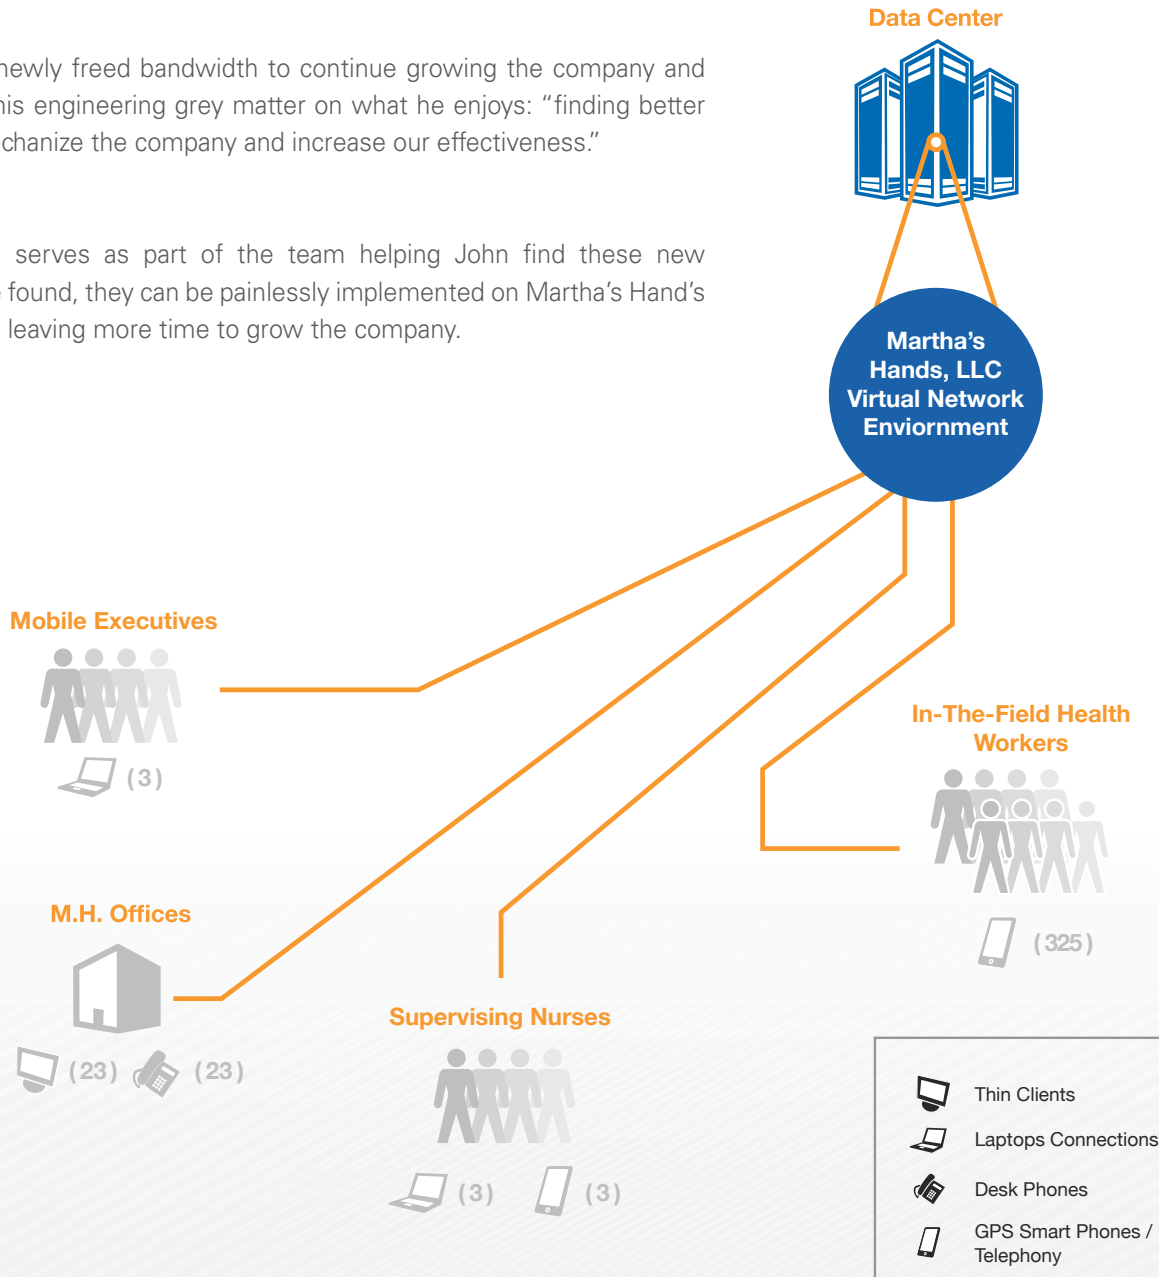 Data Center
newly freed bandwidth to continue growing the company and
his engineering grey matter on what he enjoys: “finding better
chanize the company and increase our effectiveness.”
serves as part of the team helping John find these new
found, they can be painlessly implemented on Martha’s Hand’s
leaving more time to grow the company.
Martha’s
Hands, LLC
Virtual Network
Enviornment
Mobile Executives
(3)
In-The-Field Health
Workers
(325)
M.H. Offices
(23) (23)
Supervising Nurses
(3) (3)
Thin Clients
Laptops Connections
Desk Phones
GPS Smart Phones /
Telephony